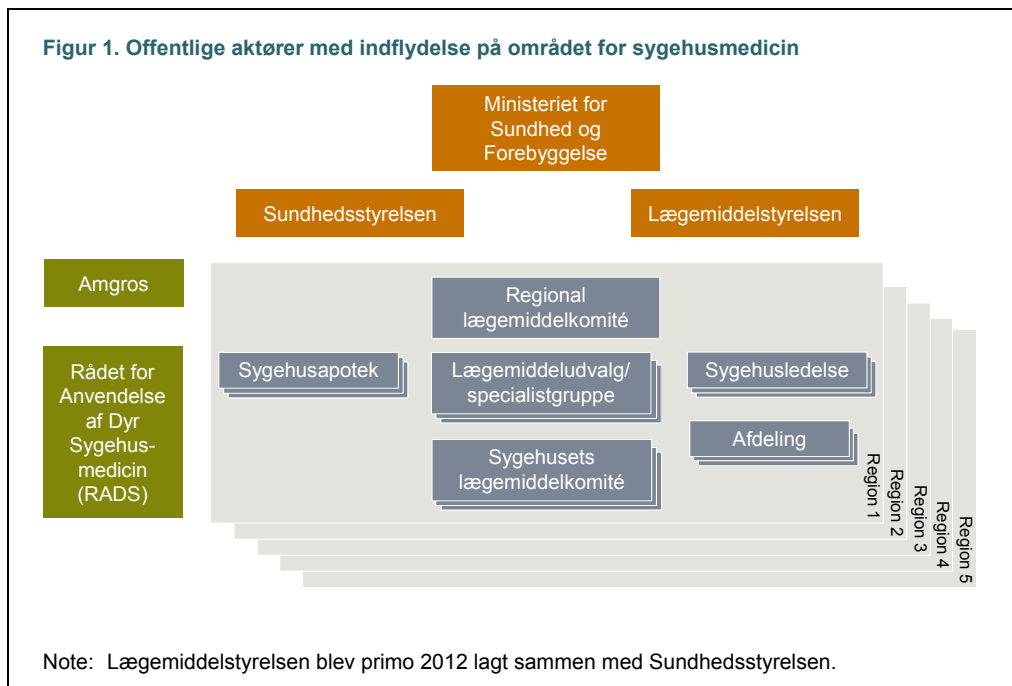 Figur 1. Offentlige aktører med indflydelse på området for sygehusmedicin
Ministeriet for
Sundhed og
Forebyggelse
Sundhedsstyrelsen
Lægemiddelstyrelsen
Amgros
Regional
lægemiddelkomité
Rådet for
Anvendelse
af Dyr
Sygehus-
medicin
(RADS)
Sygehusapotek
Lægemiddeludvalg/
specialistgruppe
Sygehusledelse
Sygehusets
lægemiddelkomité
Afdeling
Region 1
Region 2
Region 3
Region 4
Region 5
Note: Lægemiddelstyrelsen blev primo 2012 lagt sammen med Sundhedsstyrelsen.